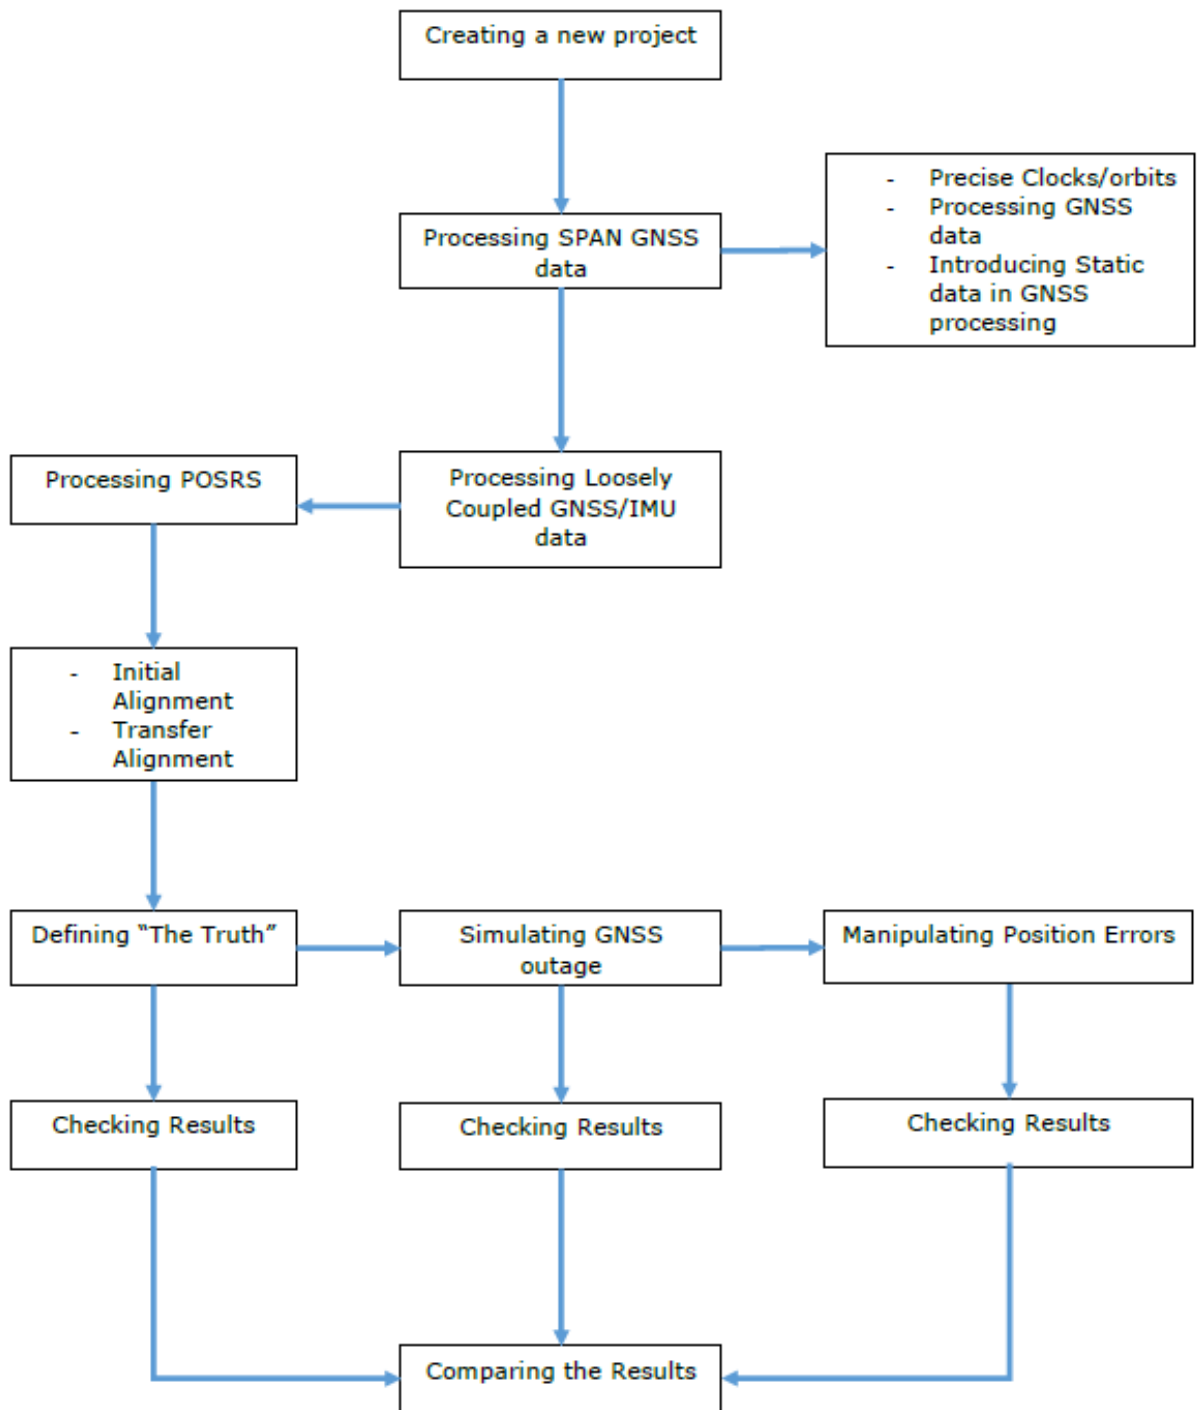 Creating a new project
- Precise Clocks/orbits
- Processing GNSS
data
- Introducing Static
data in GNSS
processing
Processing SPAN GNSS
data
Processing POSRS
Processing Loosely
Coupled GNSS/IMU
data
- Initial
Alignment
- Transfer
Alignment
Defining “The Truth”
Simulating GNSS
outage
Manipulating Position Errors
Checking Results
Checking Results
Checking Results
Comparing the Results